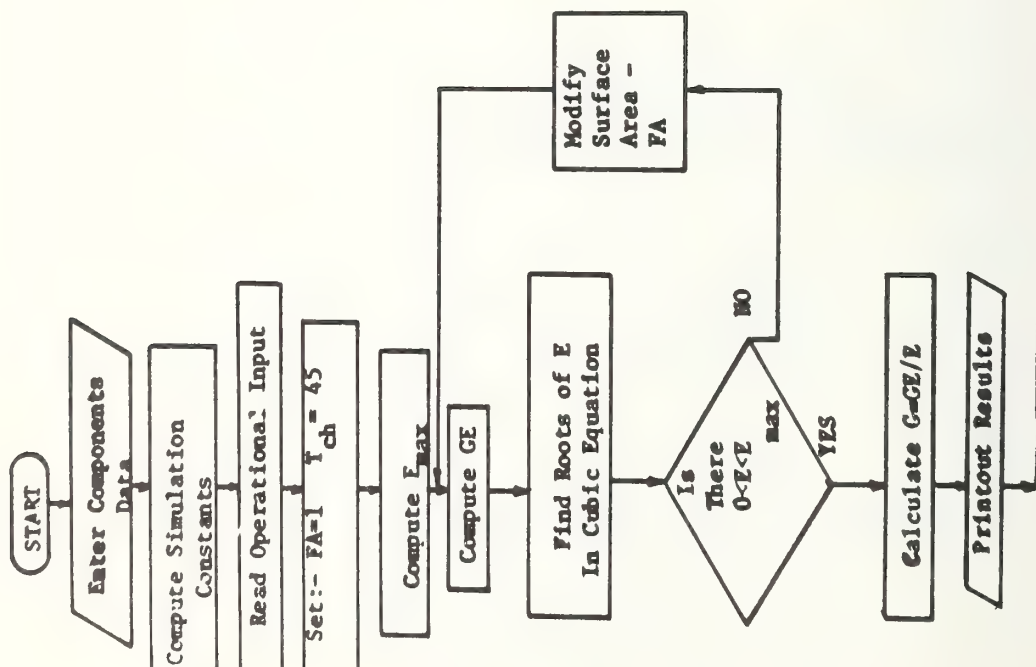 START
Enter Components
Data
Compute Simulation
Constants
Read Operational Input
Set:- FA=1 T_ch = 45
Compute E_max
Compute GE
Find Roots of E
In Cubic Equation
Is
There
0<E<E_max
NO
YES
Modify
Surface
Area -
FA
Calculate G=GE/E
Printout Results